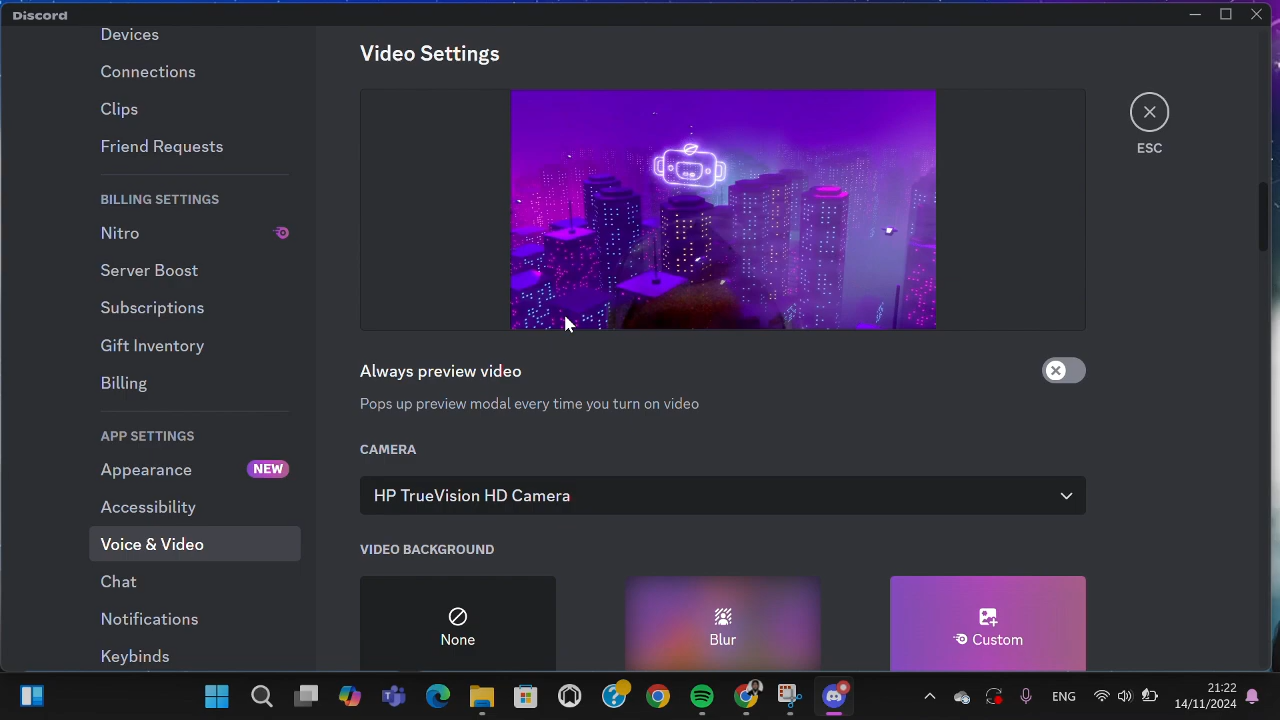 Discord
Devices
Connections
Clips
Friend Requests
BILLING SETTINGS
Nitro
Server Boost
Subscriptions
Gift Inventory
Billing
APP SETTINGS
Appearance NEW
Accessibility
Voice & Video
Chat
Notifications
Keybinds
Video Settings
ESC
Always preview video
Pops up preview modal every time you turn on video
CAMERA
HP TrueVision HD Camera
VIDEO BACKGROUND
None
Blur
Custom
ENG
21:22
14/11/2024